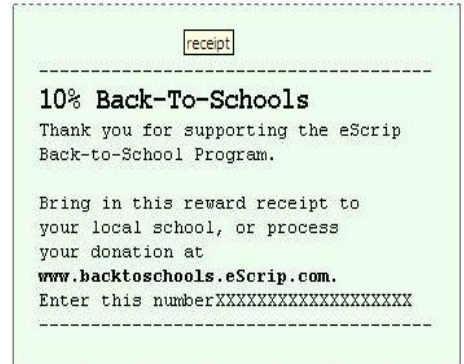 receipt
----------------------------------------
10% Back-To-Schools
Thank you for supporting the eScrip
Back-to-School Program.
Bring in this reward receipt to
your local school, or process
your donation at
www.backtoschools.eScrip.com.
Enter this numberXXXXXXXXXXXXXXXXXXX
----------------------------------------